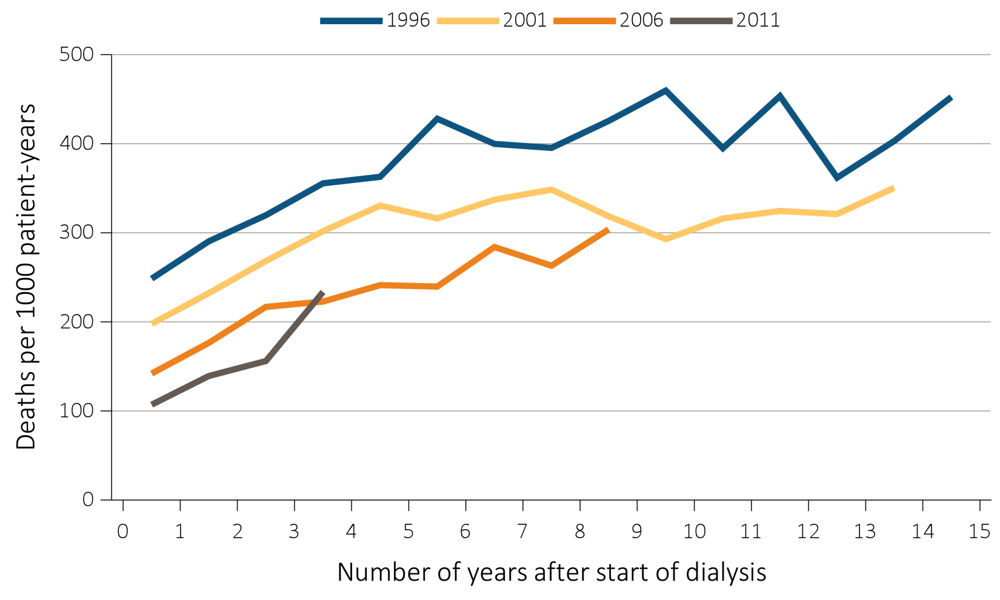 1996 2001 2006 2011
Deaths per 1000 patient-years
500
400
300
200
100
0
0 1 2 3 4 5 6 7 8 9 10 11 12 13 14 15
Number of years after start of dialysis